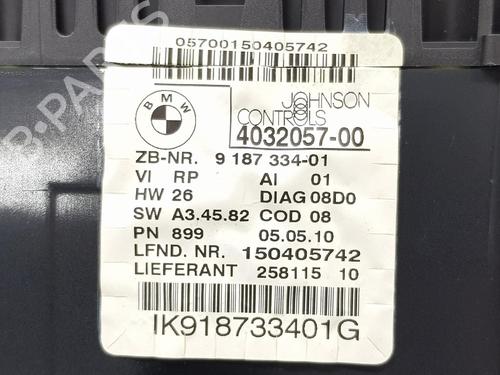 05700150405742
BMW
JOHNSON
CONTROLS
4032057-00
ZB-NR. 9 187 334-01
VI RP AI 01
HW 26 DIAG 08D0
SW A3.45.82 COD 08
PN 899 05.05.10
LFND. NR. 150405742
LIEFERANT 258115 10
IK918733401G
B-PARTS